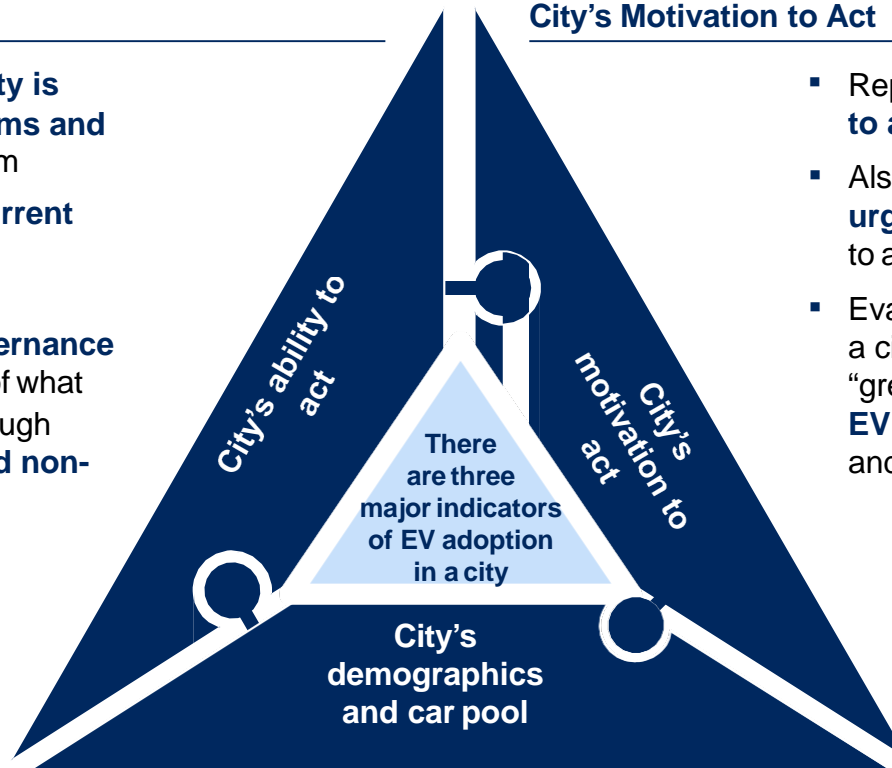 City's Motivation to Act
ty is
ms and
m
rrent
ernance
of what
ugh
d non-
City's ability to
act
There
are three
major indicators
of EV adoption
in a city
City's
motivation to
act
City's
demographics
and car pool
Rep
to a
Als
urg
to a
Eva
a ci
“gre
EV
and